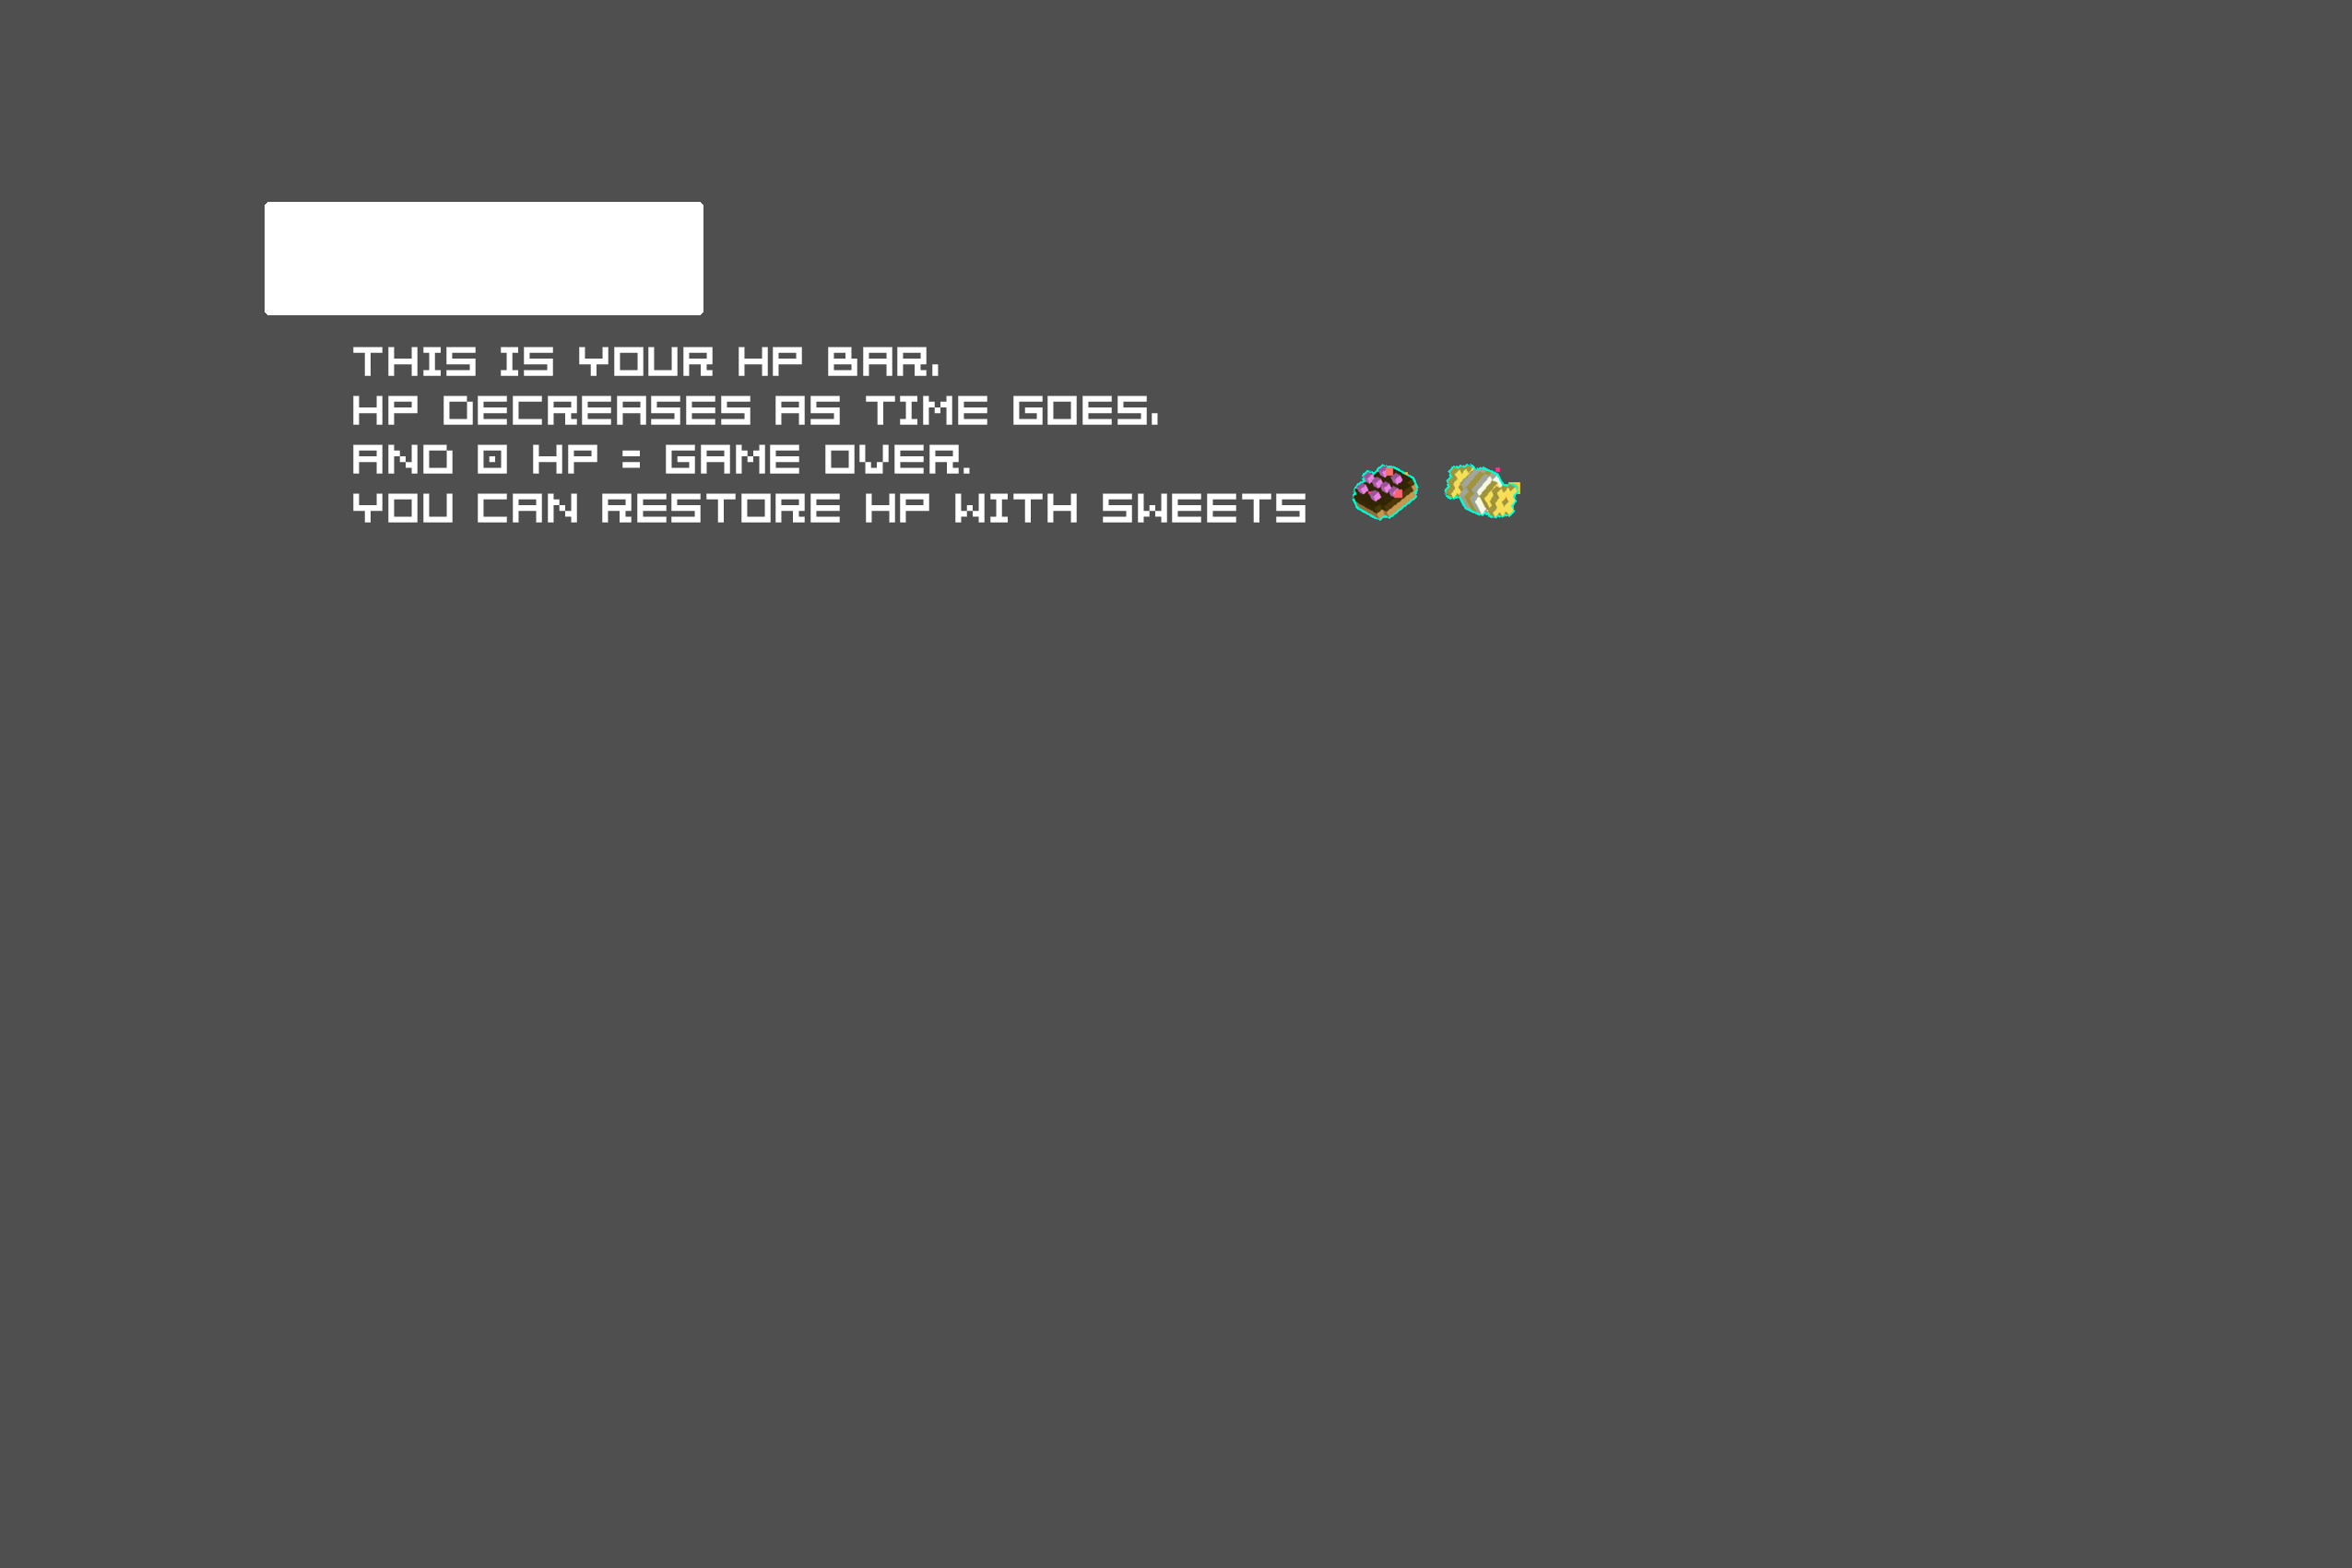 THIS IS YOUR HP BAR,
HP DECREASES AS TIME GOES,
AND 0 HP = GAME OVER.
YOU CAN RESTORE HP WITH SWEETS